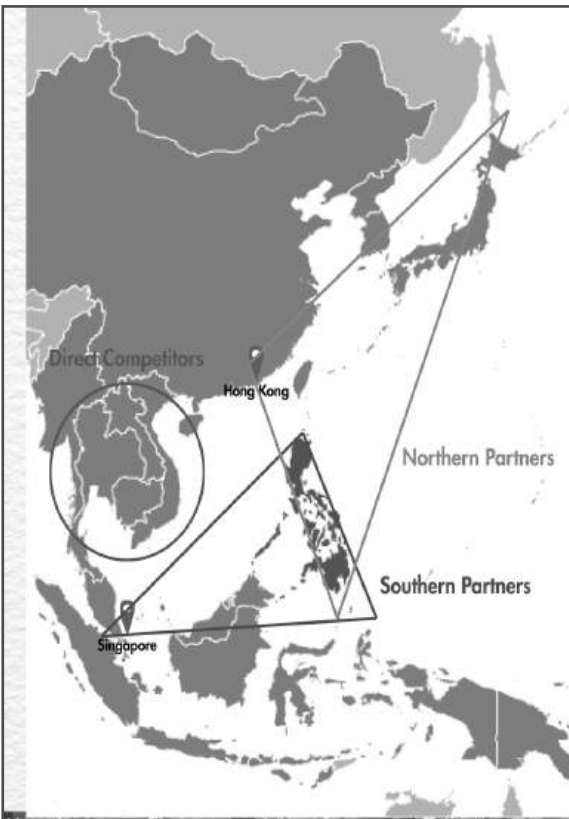 Direct Competitors
Hong Kong
Northern Partners
Southern Partners
Singapore